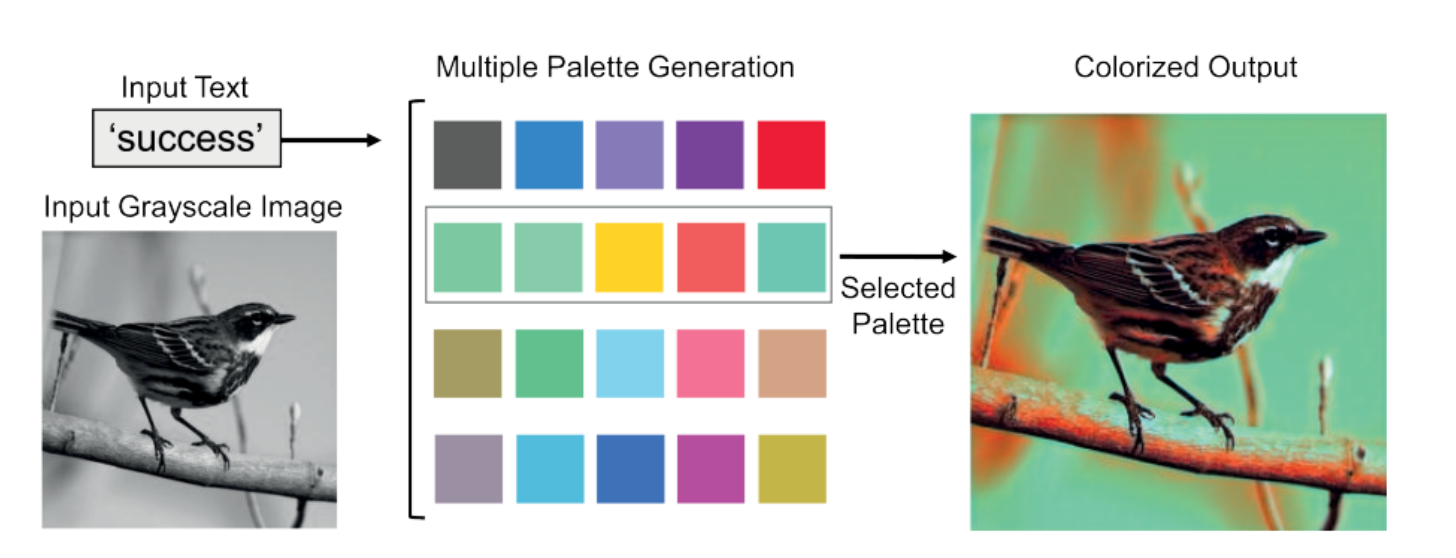 Input Text
‘success’
Input Grayscale Image
Multiple Palette Generation
Selected
Palette
Colorized Output